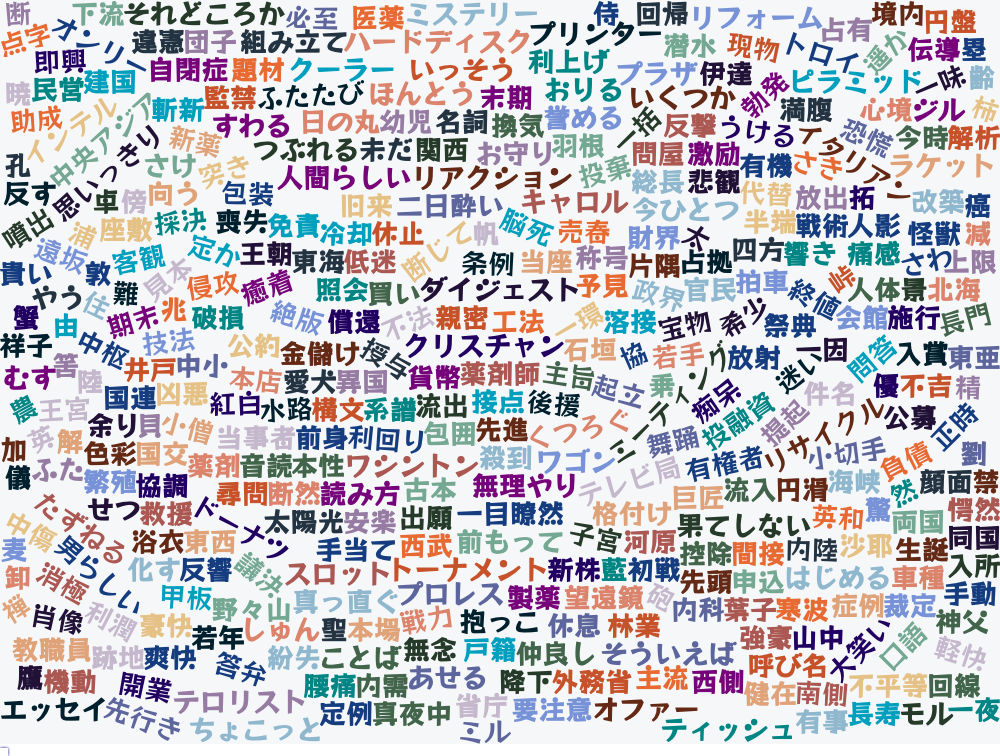 断 下流 それどころか 必至 医薬 ミステリー 侍 回帰 リフォーム 占有 境内 円盤
点字 オンリー 違憲 団子 組み立て ハードディスク プリンター 潜水 現物 トロイ 遥か 伝導 塁
即興 自閉症 題材 クーラー いっそう 利上げ プラザ 伊達 勃発 ピラミッド 一味 齢
暁 民営 建国 監禁 ふたたび ほんとう 末期 おりる いくつか 満腹 心境 ジル 柿
助成 インテル 中央アジア 斬新 すわる 日の丸 幼児 名詞 換気 誉める 一括 反撃 うける イタリアン 恐慌 今時 解析
孔 思いっきり 新薬 さけ 突き つぶれる 未だ 関西 お守り 羽根 投棄 問屋 激励 有機 さき ラケット
反す 卓 傍 向う 包装 人間らしい リアクション 総長 悲観 代替 放出 拓 改築 癌
噴出 浦 座敷 採決 喪失 免責 旧来 二日酔い キャロル 今ひとつ 半端 戦術 人影 怪獣 減
遠坂 敦 客観 定か 王朝 東海 冷却 休止 低迷 断じて 帆 脳死 売春 財界 メ 四方 響き 痛感 さわ 上限
貴い やう 住 難 見本 侵攻 癒着 照会 買い 条例 当座 称号 片隅 占拠 拍車 峠 人体 景 北海
蟹 由 期末 兆 破損 絶版 償還 不法 ダイジェスト 予見 政界 官民 終値 会館 施行 長門
祥子 中枢 技法 公約 金儲け 授与 親密 工法 一環 溶接 宝物 希少 祭典 一因 問答 入賞 東亜
むす 筈 陸 井戸 中小 本店 愛犬 異国 クリスチャン 石垣 協 若手 放射 迷い 優 不吉 精
農 王宮 国連 凶悪 紅白 水路 横文 系譜 貨幣 薬剤師 主旨 起立 乗 ミーティング 痴呆 件名 公募 正時
加 英 解 余り 貝 小僧 当事者 前身 利回り 包囲 流出 接点 後援 先進 くつろぐ 舞踊 投融資 提起 リサイクル 小切手 負債 劉
儀 ふた 色彩 国交 薬剤 音読 本性 ワシントン 殺到 ワゴン テレビ局 有権者 海峡 然 顔面 禁
繁殖 協調 尋問 断然 読み方 古本 無理やり 巨匠 流入 円滑 驚 両国 愕然
たずねる せつ 救援 ドーナツ 太陽光 安楽 出願 一目瞭然 格付け 果てしない 英和 同国
中傷 麦 男らしい 浴衣 東西 手当て 西武 前もって 子宮 河原 控除 間接 内陸 沙耶 生誕 入所
卸 消極 化す 反響 議決 スロット トーナメント 新株 藍 初戦 先頭 申込 はじめる 車種 手動
禅 肖像 利潤 甲板 野々山 真っ直ぐ プロレス 製薬 望遠鏡 砲 内科 葉子 寒波 症例 裁定 神父
教職員 豪快 若年 しゅん 聖 本場 戦力 抱っこ 休息 林業 強豪 山中 大笑い 口語 軽快
跡地 爽快 答弁 紛失 ことば 無念 戸籍 仲良し そういえば 呼び名
鷹 機動 開業 テロリスト 腰痛 内需 あせる 降下 外務省 主流 西側 健在 南側 不平等 回線
エッセイ 先行き ちょこっと 定例 真夜中 省庁 ミル 要注意 オファー ティッシュ 有事 長寿 モル 一夜